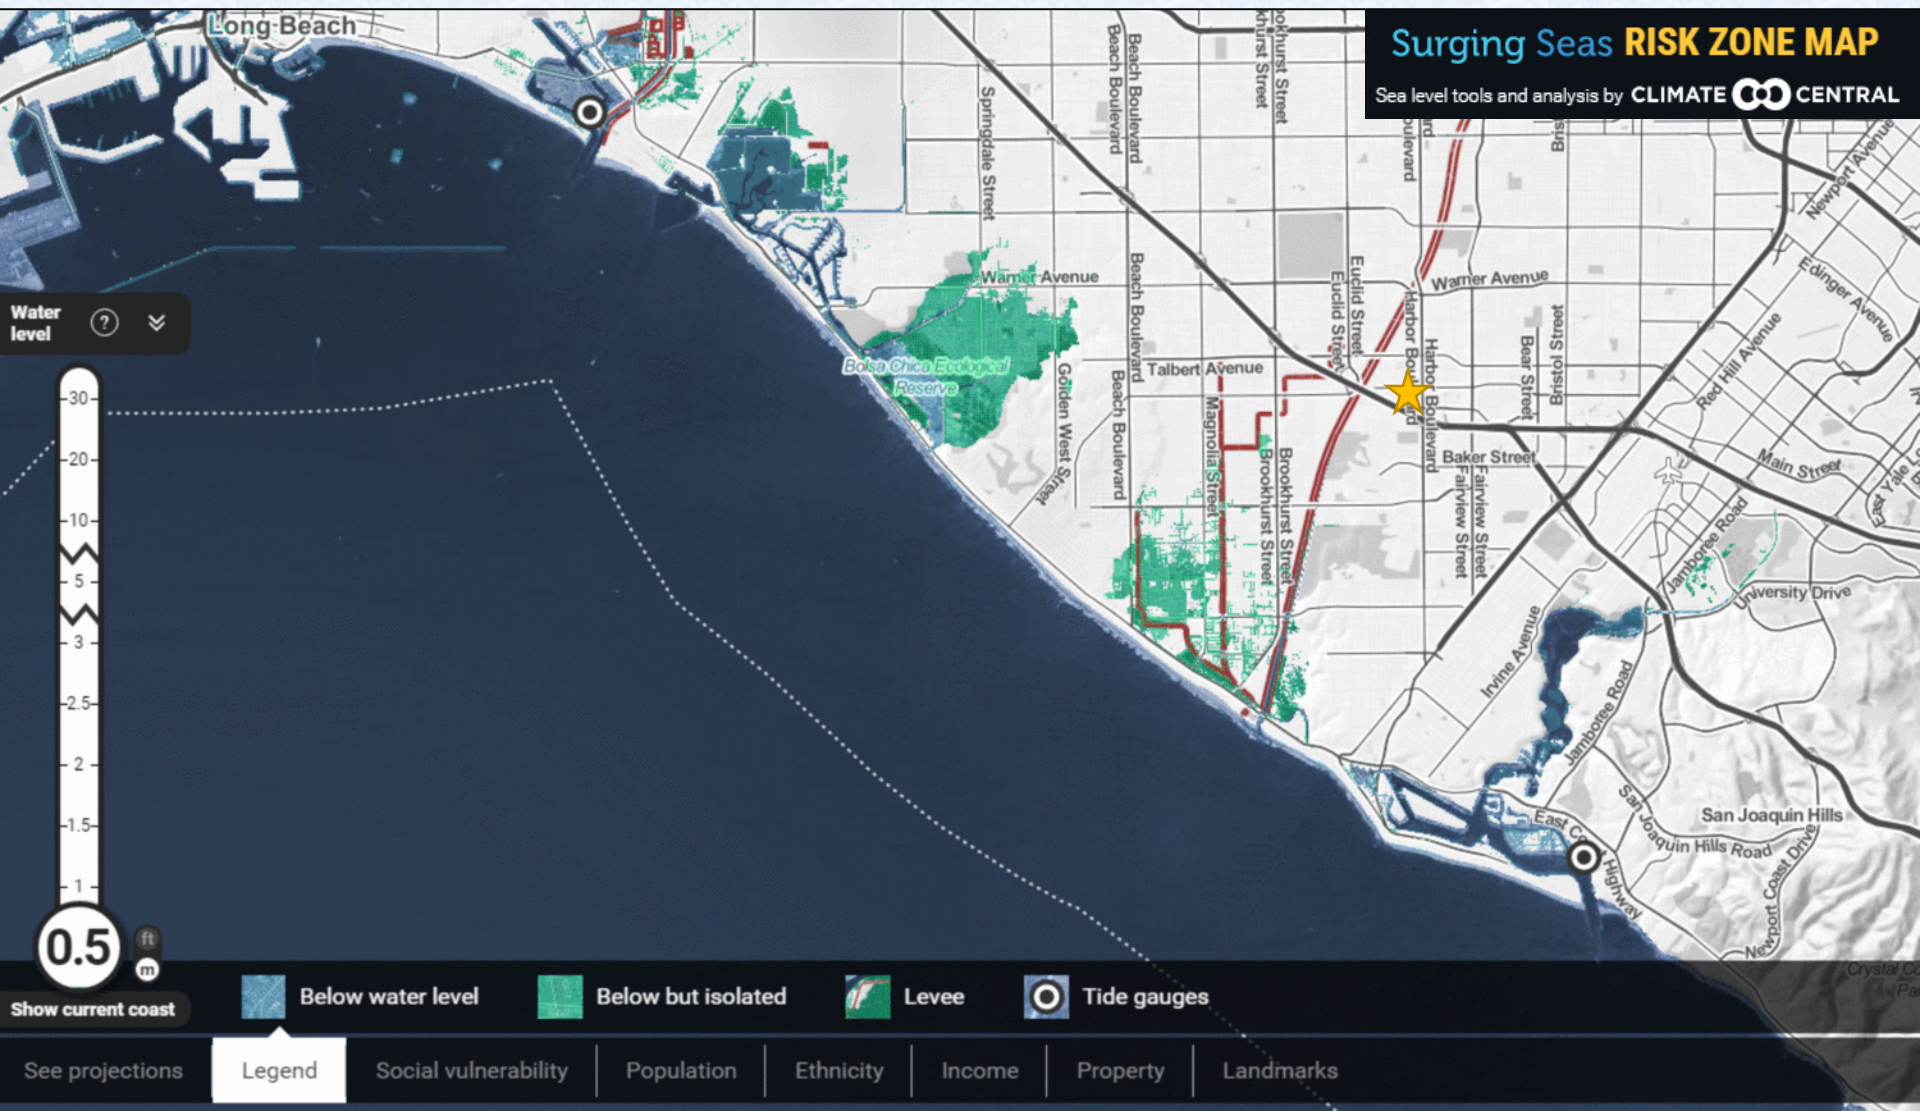 Long Beach
Surging Seas RISK ZONE MAP
Sea level tools and analysis by CLIMATE CENTRAL
Beach Boulevard
Beach Boulevard
Springdale Street
Newport Avenue
Warner Avenue
Warner Avenue
Edinger Avenue
Euclid Street
Euclid Street
Beach Boulevard
Bolsa Chica Ecological
Reserve
Talbert Avenue
Harbor Boulevard
Harbor Boulevard
Bear Street
Bristol Street
Red Hill Avenue
Golden West Street
Beach Boulevard
Magnolia Street
Brookhurst Street
Brookhurst Street
Baker Street
Fairview Street
Fairview Street
Main Street
Jamboree Road
University Drive
Irvine Avenue
Jamboree Road
San Joaquin Hills
San Joaquin Hills Road
East Coast Highway
Newport Coast Drive
Water
level
?
30
20
10
5
3
2.5
2
1.5
1
0.5
ft
m
Show current coast
Below water level
Below but isolated
Levee
Tide gauges
See projections
Legend
Social vulnerability
Population
Ethnicity
Income
Property
Landmarks